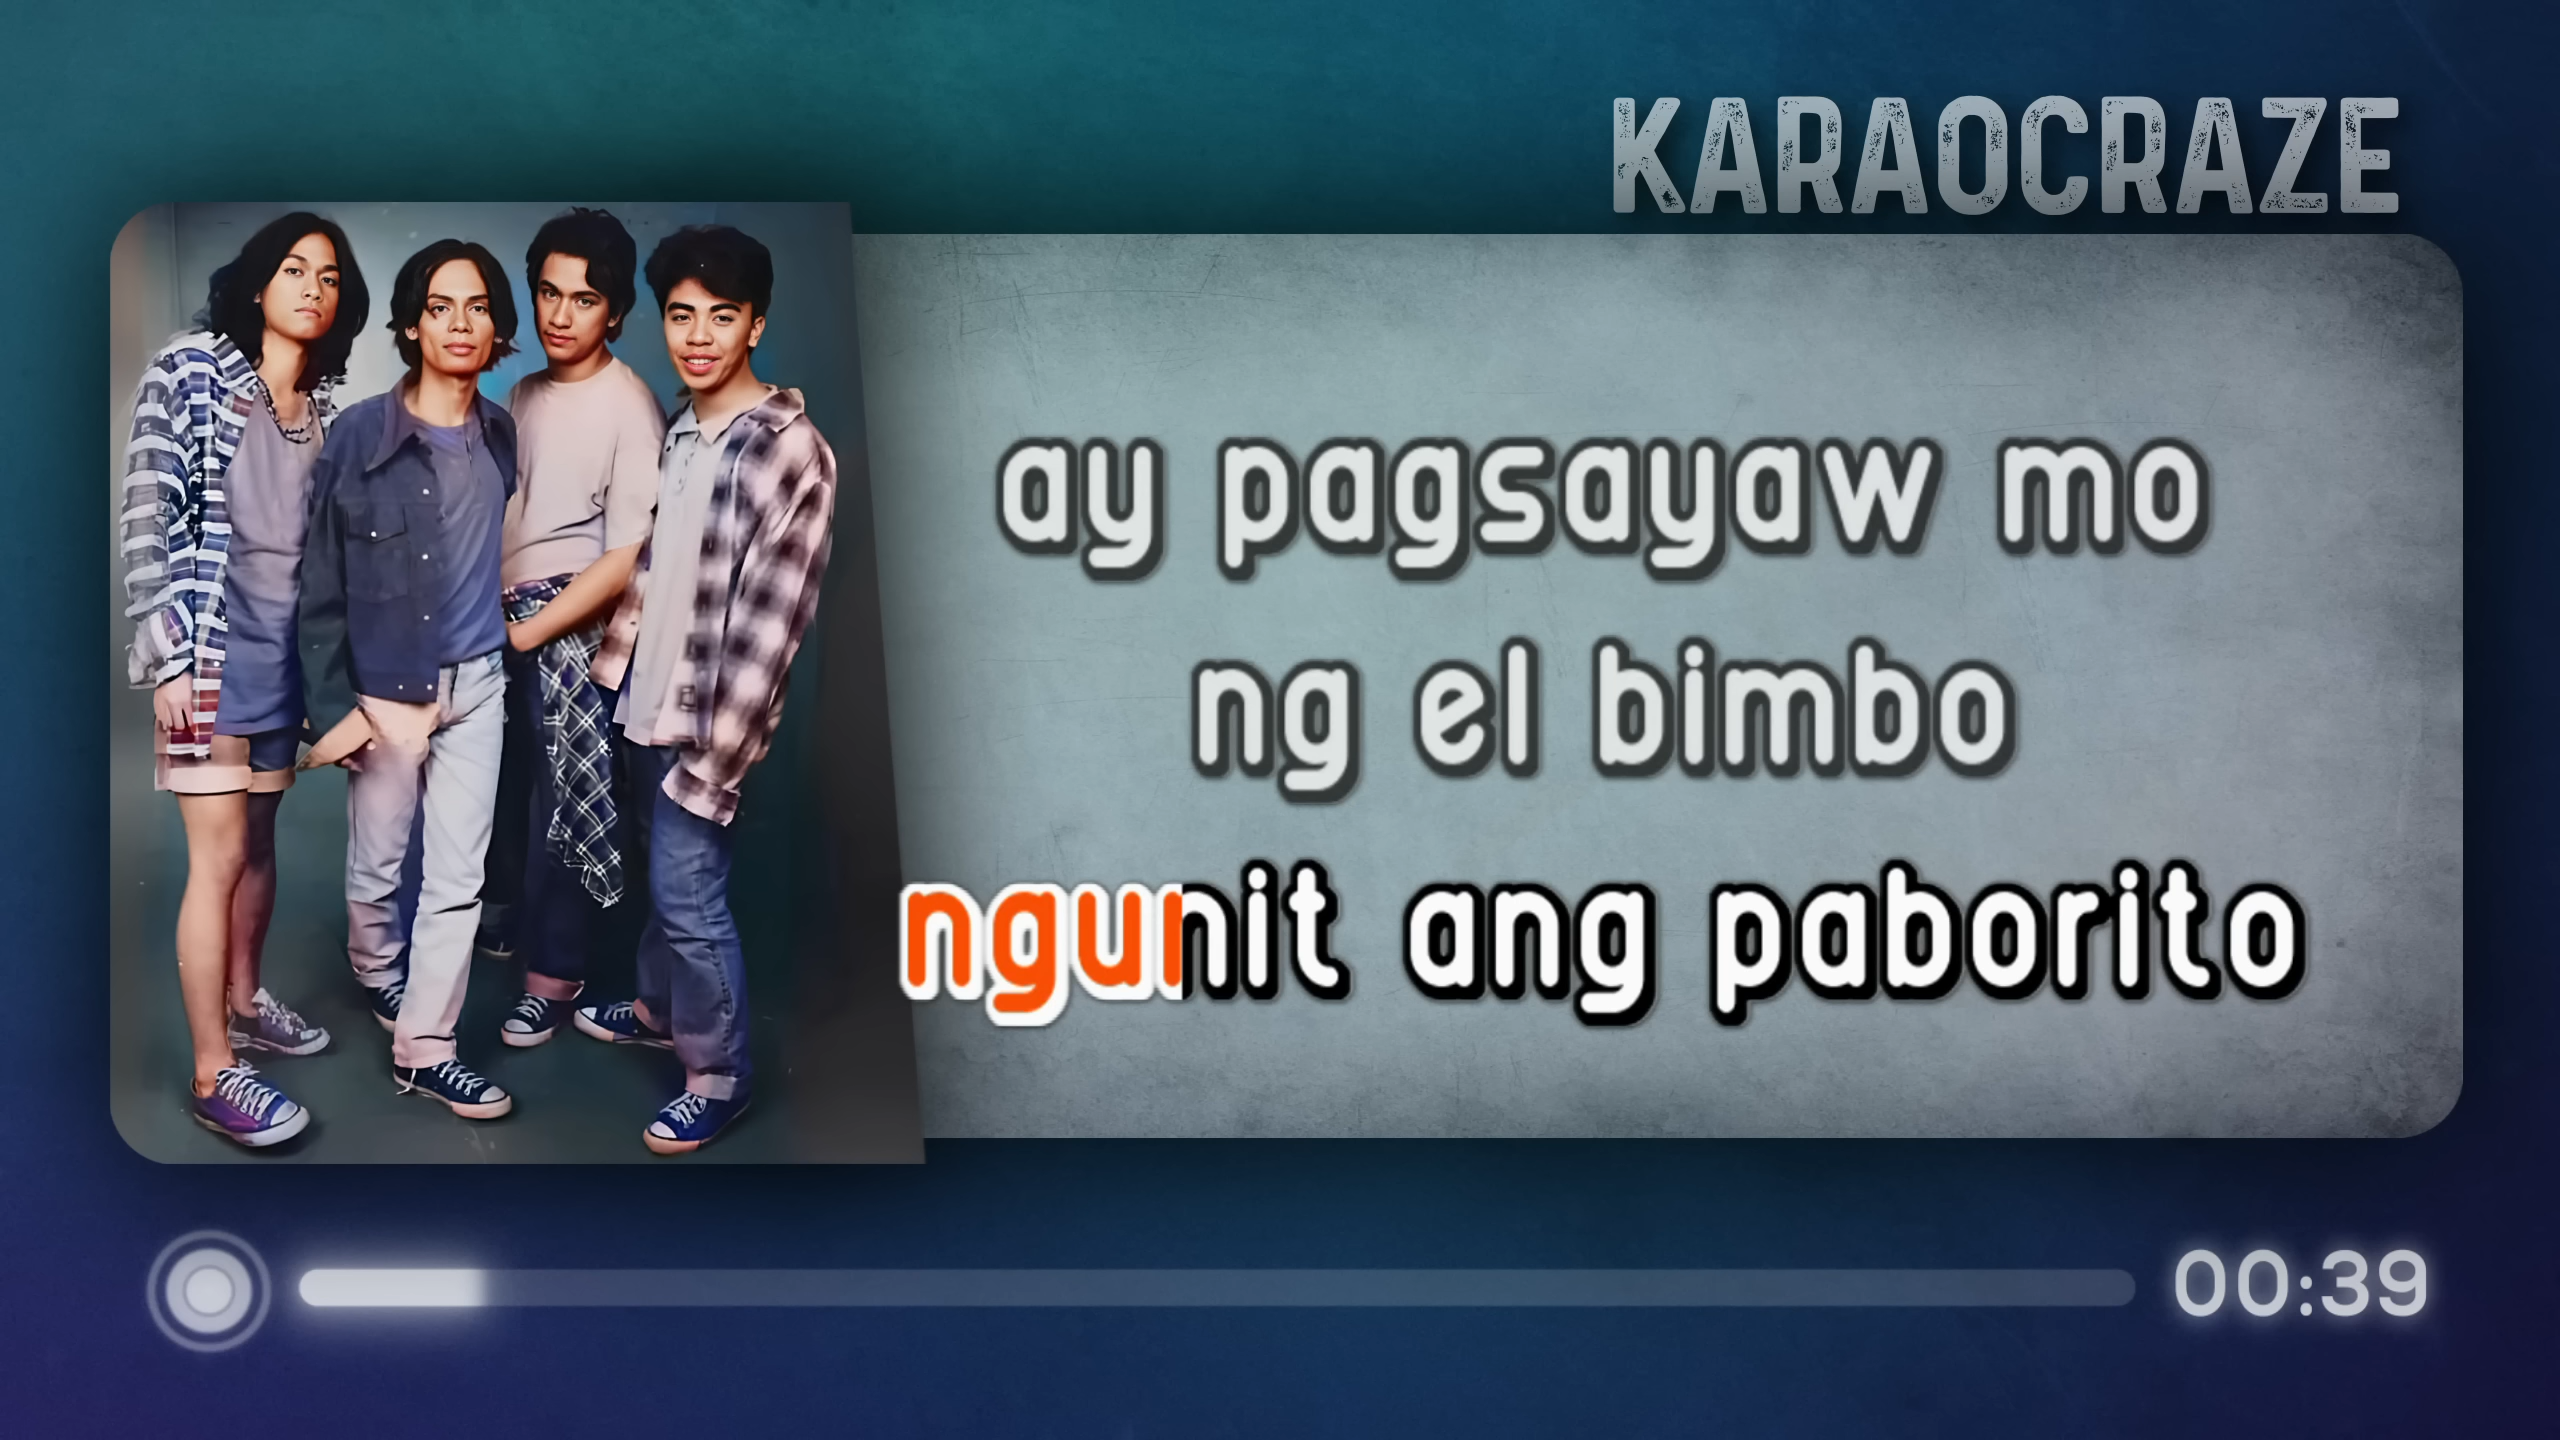 KARAOCRAZE
ay pagsayaw mo
ng el bimbo
ngunit ang paborito
00:39